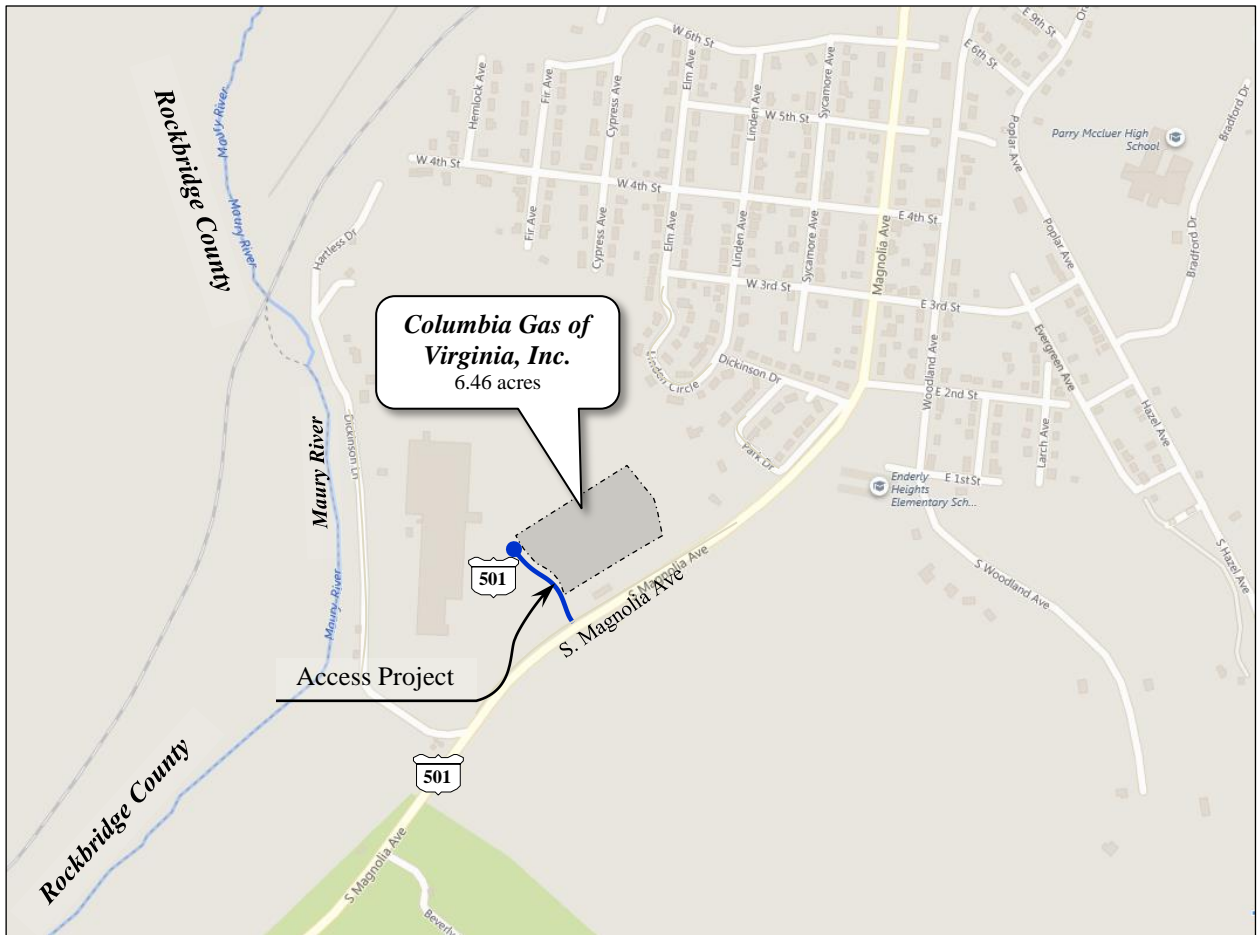 W 6th St
E 9th St
E 6th St
Hemlock Ave
Fir Ave
Cypress Ave
Elm Ave
Linden Ave
Sycamore Ave
W 5th St
Poplar Ave
Bradford Dr
Parry Mccluer High
School
Rockbridge County
Maury River
Maury River
W 4th St
W 4th St
E 4th St
Fir Ave
Cypress Ave
Elm Ave
Linden Ave
Sycamore Ave
Magnolia Ave
Poplar Ave
Bradford Dr
Hartless Dr
W 3rd St
E 3rd St
Evergreen Ave
Columbia Gas of
Virginia, Inc.
6.46 acres
Linden Circle
Dickinson Dr
Woodland Ave
E 2nd St
Larch Ave
Hazel Ave
Dickinson Ln
Maury River
Park Dr
Enderly
Heights
Elementary Sch...
E 1st St
501
S Magnolia Ave
S. Magnolia Ave
S Woodland Ave
S Hazel Ave
Maury River
Access Project
501
Rockbridge County
S Magnolia Ave